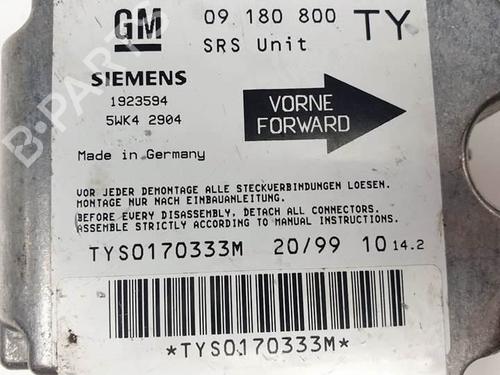 GM
09 180 800 TY
SRS Unit
SIEMENS
1923594
5WK4 2904
VORNE
FORWARD
Made in Germany
VOR JEDER DEMONTAGE ALLE STECKVERBINDUNGEN LOESEN.
MONTAGE NUR NACH EINBAUANLEITUNG.
(BEFORE EVERY DISASSEMBLY, DETACH ALL CONNECTORS.
ASSEMBLE STRICTLY ACCORDING TO MANUAL INSTRUCTIONS.)
TYS0170333M 20/99 10 14.2
*TYS0170333M*
B-PARTS